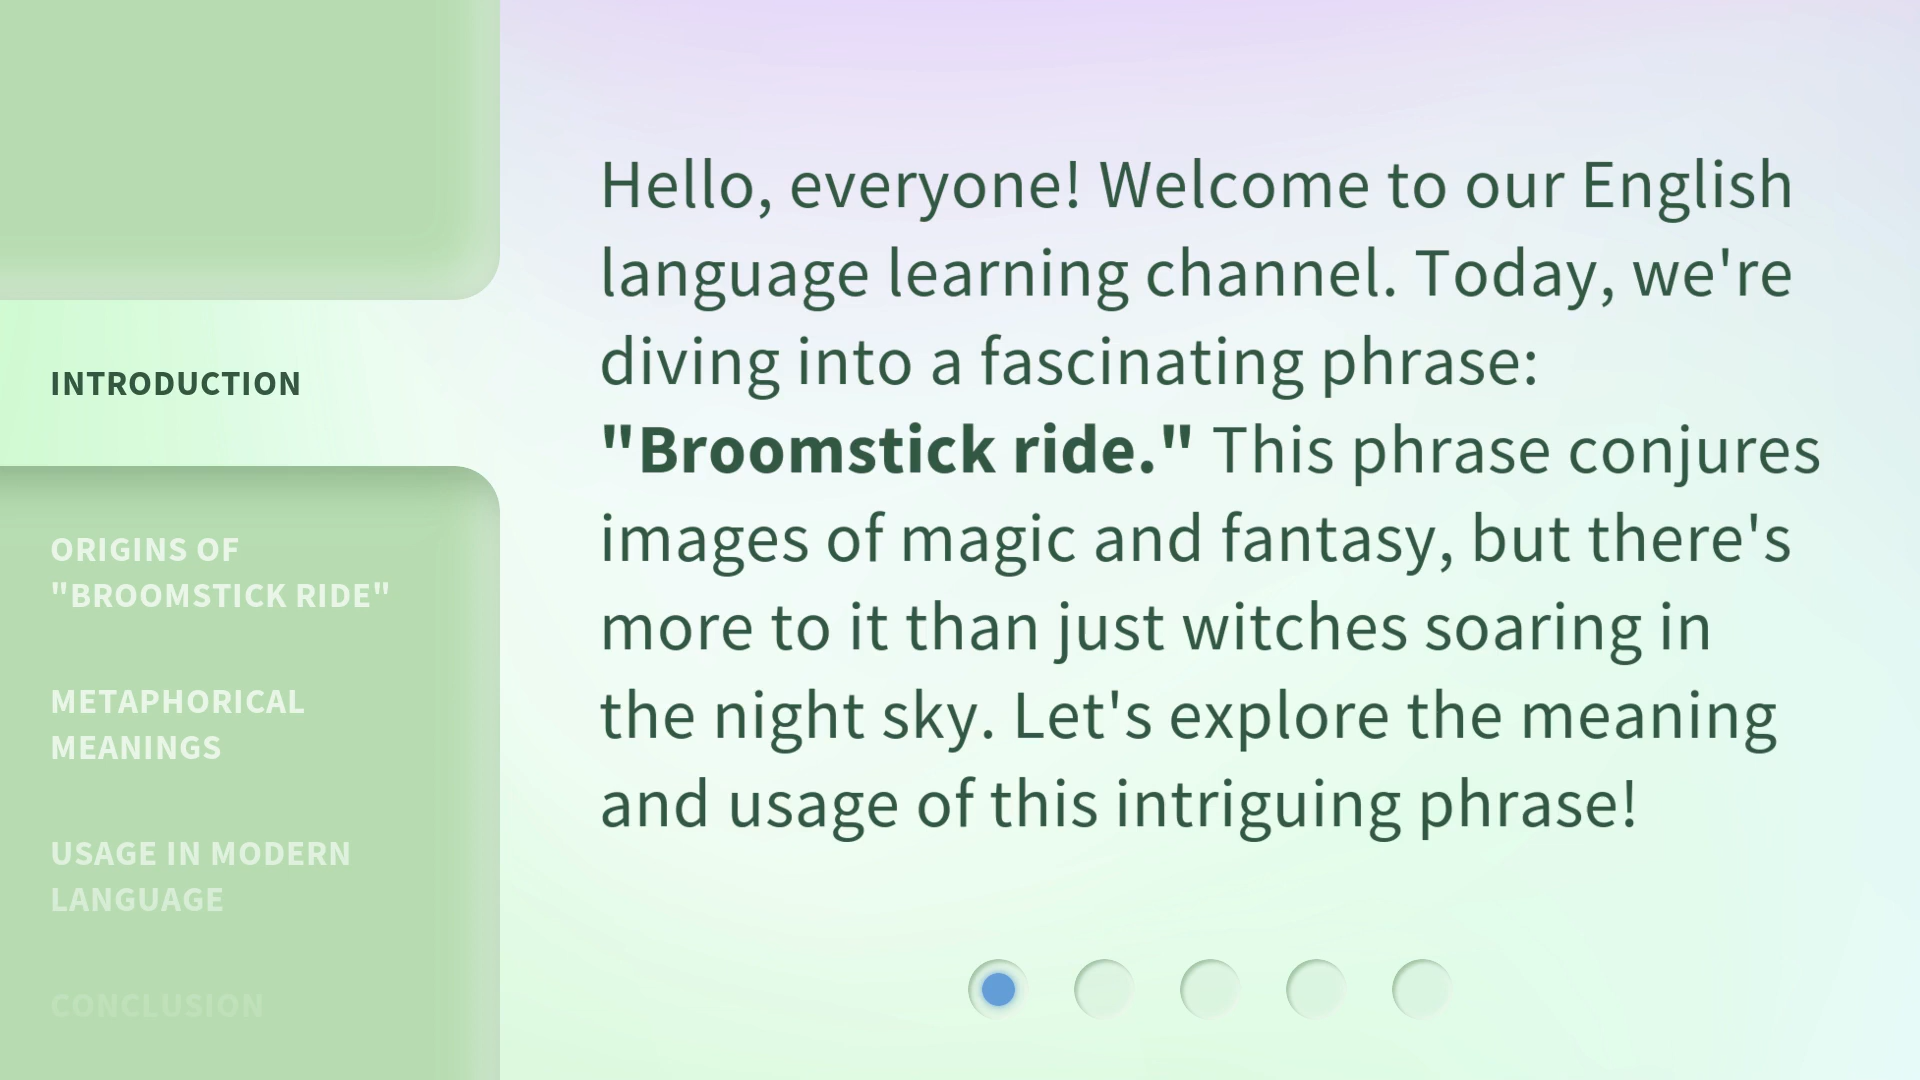 INTRODUCTION
ORIGINS OF
"BROOMSTICK RIDE"
METAPHORICAL
MEANINGS
USAGE IN MODERN
LANGUAGE
CONCLUSION
Hello, everyone! Welcome to our English
language learning channel. Today, we're
diving into a fascinating phrase:
"Broomstick ride." This phrase conjures
images of magic and fantasy, but there's
more to it than just witches soaring in
the night sky. Let's explore the meaning
and usage of this intriguing phrase!